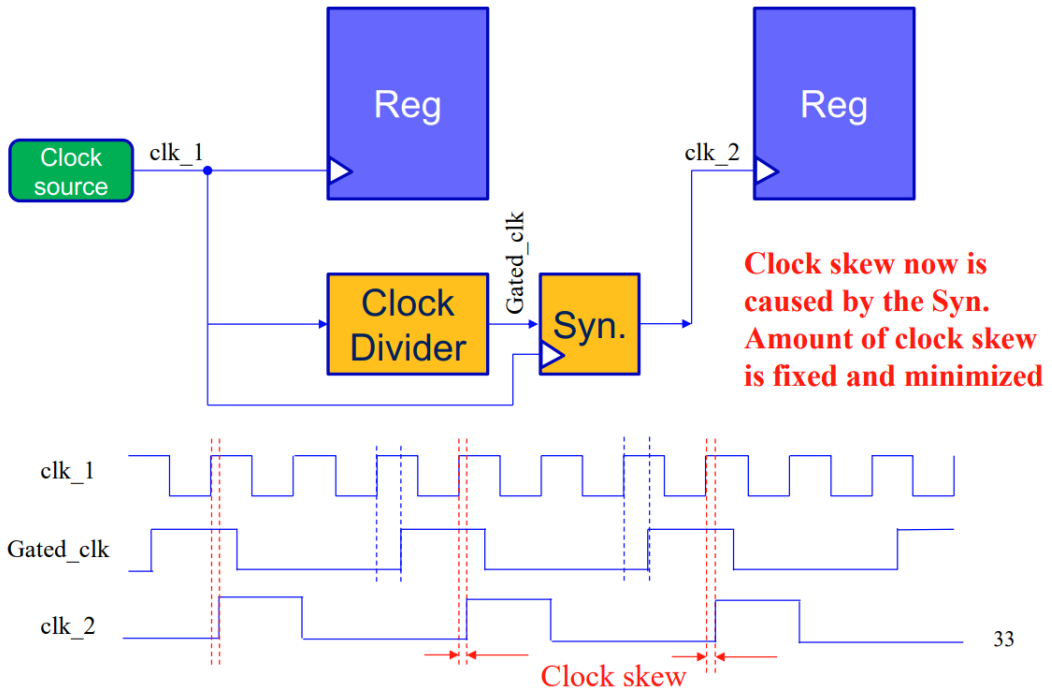 Reg
Reg
Clock
source
clk_1
clk_2
Gated_clk
Clock
Divider
Syn.
Clock skew now is
caused by the Syn.
Amount of clock skew
is fixed and minimized
clk_1
Gated_clk
clk_2
33
Clock skew